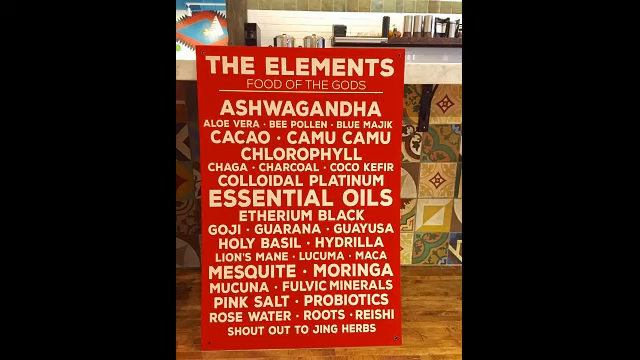 THE ELEMENTS
FOOD OF THE GODS
ASHWAGANDHA
ALOE VERA · BEE POLLEN · BLUE MAJIK
CACAO · CAMU CAMU
CHLOROPHYLL
CHAGA · CHARCOAL · COCO KEFIR
COLLOIDAL PLATINUM
ESSENTIAL OILS
ETHERIUM BLACK
GOJI · GUARANA · GUAYUSA
HOLY BASIL · HYDRILLA
LION'S MANE · LUCUMA · MACA
MESQUITE · MORINGA
MUCUNA · FULVIC MINERALS
PINK SALT · PROBIOTICS
ROSE WATER · ROOTS · REISHI
SHOUT OUT TO JING HERBS